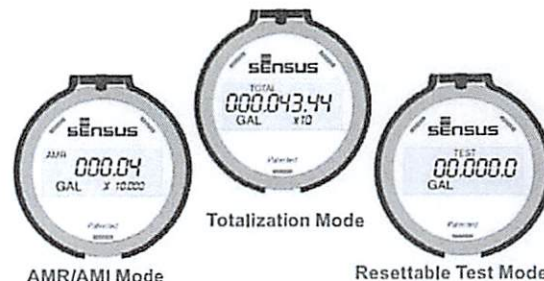 sensus
TOTAL
000,043.44
GAL X10
Patented
Totalization Mode
sensus
AMR
000.04
GAL X 10,000
Patented
AMR/AMI Mode
sensus
TEST
00.000.0
GAL
Patented
Resettable Test Mode